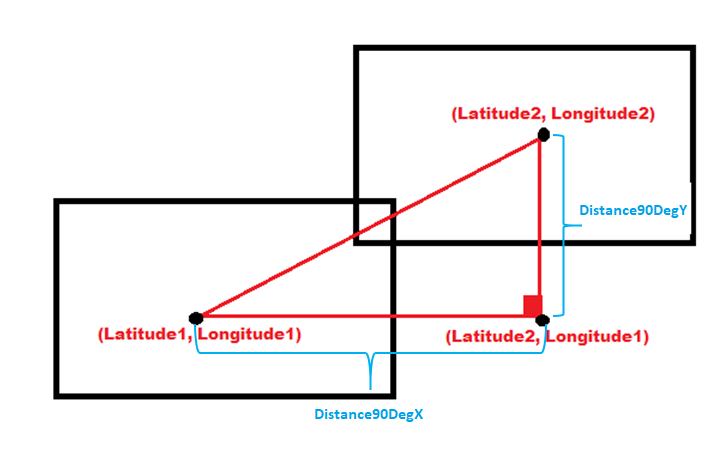 (Latitude2, Longitude2)
Distance90DegY
(Latitude1, Longitude1)
(Latitude2, Longitude1)
Distance90DegX